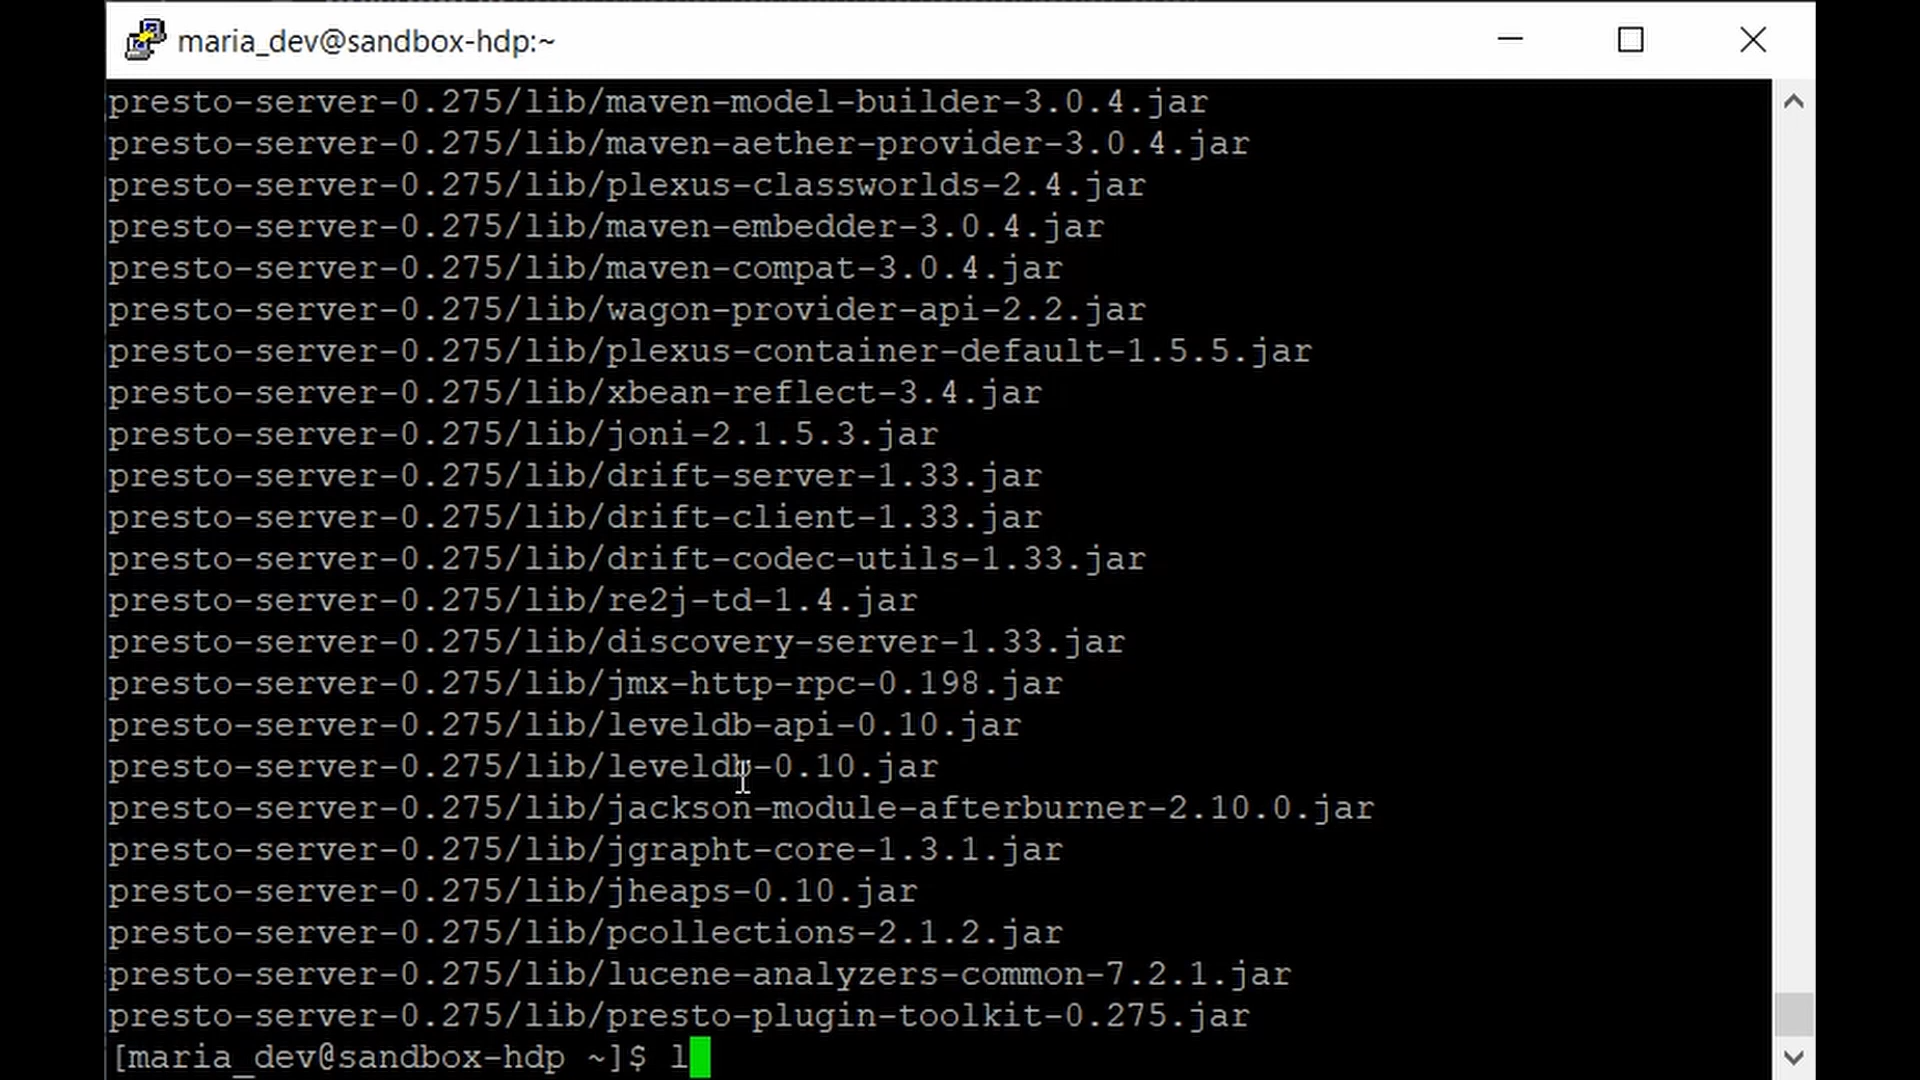 maria_dev@sandbox-hdp:~
presto-server-0.275/lib/maven-model-builder-3.0.4.jar
presto-server-0.275/lib/maven-aether-provider-3.0.4.jar
presto-server-0.275/lib/plexus-classworlds-2.4.jar
presto-server-0.275/lib/maven-embedder-3.0.4.jar
presto-server-0.275/lib/maven-compat-3.0.4.jar
presto-server-0.275/lib/wagon-provider-api-2.2.jar
presto-server-0.275/lib/plexus-container-default-1.5.5.jar
presto-server-0.275/lib/xbean-reflect-3.4.jar
presto-server-0.275/lib/joni-2.1.5.3.jar
presto-server-0.275/lib/drift-server-1.33.jar
presto-server-0.275/lib/drift-client-1.33.jar
presto-server-0.275/lib/drift-codec-utils-1.33.jar
presto-server-0.275/lib/re2j-td-1.4.jar
presto-server-0.275/lib/discovery-server-1.33.jar
presto-server-0.275/lib/jmx-http-rpc-0.198.jar
presto-server-0.275/lib/leveldb-api-0.10.jar
presto-server-0.275/lib/leveldb-0.10.jar
presto-server-0.275/lib/jackson-module-afterburner-2.10.0.jar
presto-server-0.275/lib/jgrapht-core-1.3.1.jar
presto-server-0.275/lib/jheaps-0.10.jar
presto-server-0.275/lib/pcollections-2.1.2.jar
presto-server-0.275/lib/lucene-analyzers-common-7.2.1.jar
presto-server-0.275/lib/presto-plugin-toolkit-0.275.jar
[maria_dev@sandbox-hdp ~]$ l